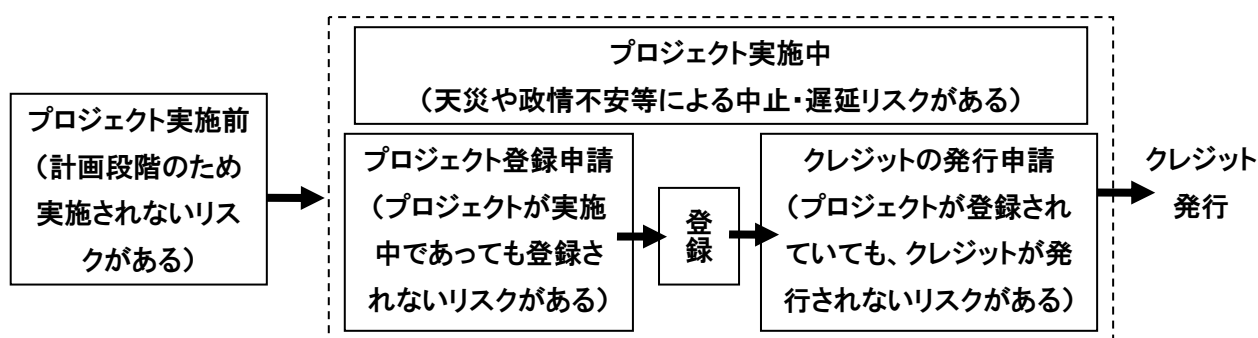 プロジェクト実施中
（天災や政情不安等による中止・遅延リスクがある）
プロジェクト実施前
（計画段階のため
実施されないリス
クがある）
プロジェクト登録申請
（プロジェクトが実施
中であっても登録さ
れないリスクがある）
登
録
クレジットの発行申請
（プロジェクトが登録され
ていても、クレジットが発
行されないリスクがある）
クレジット
発行